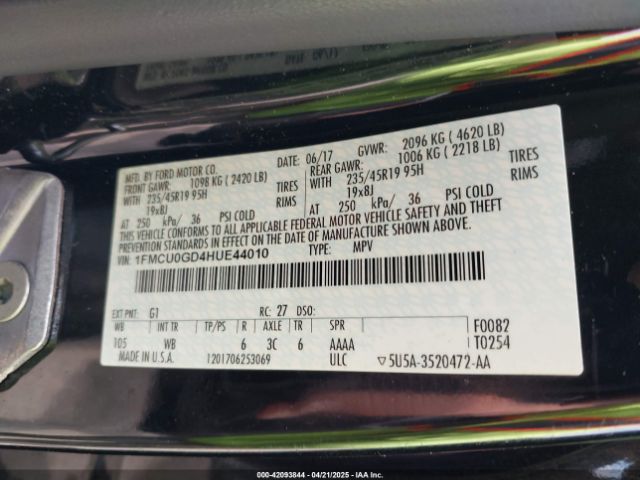 MFD. BY FORD MOTOR CO. DATE: 06/17 GVWR: 2096 KG ( 4620 LB)
FRONT GAWR: 1098 KG ( 2420 LB) REAR GAWR: 1006 KG ( 2218 LB)
WITH 235/45R19 95H TIRES WITH 235/45R19 95H TIRES
19x8J RIMS 19x8J RIMS
AT 250 kPa/ 36 PSI COLD AT 250 kPa/ 36 PSI COLD
THIS VEHICLE CONFORMS TO ALL APPLICABLE FEDERAL MOTOR VEHICLE SAFETY AND THEFT
PREVENTION STANDARDS IN EFFECT ON THE DATE OF MANUFACTURE SHOWN ABOVE.
VIN: 1FMCU0GD4HUE44010 TYPE: MPV
EXT PNT: G1 RC: 27 DSO: F0082
WB INT TR TP/PS R AXLE TR SPR T0254
105 WB 6 3C 6 AAAA
MADE IN U.S.A. 1201706253069 ULC ▽5U5A-3520472-AA
000-42093844 - 04/21/2025 - IAA Inc.